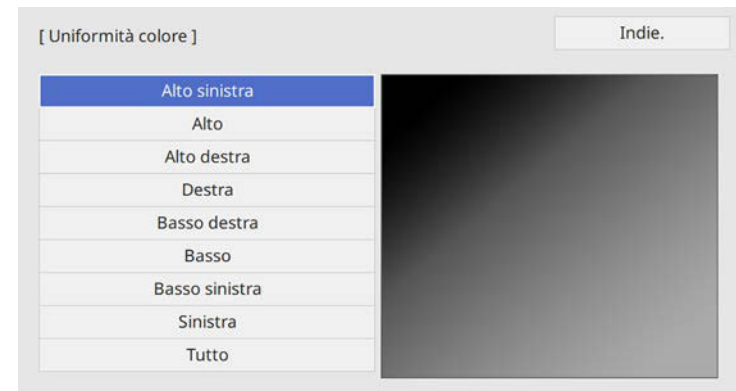 [ Uniformità colore ]
Indie.
Alto sinistra
Alto
Alto destra
Destra
Basso destra
Basso
Basso sinistra
Sinistra
Tutto